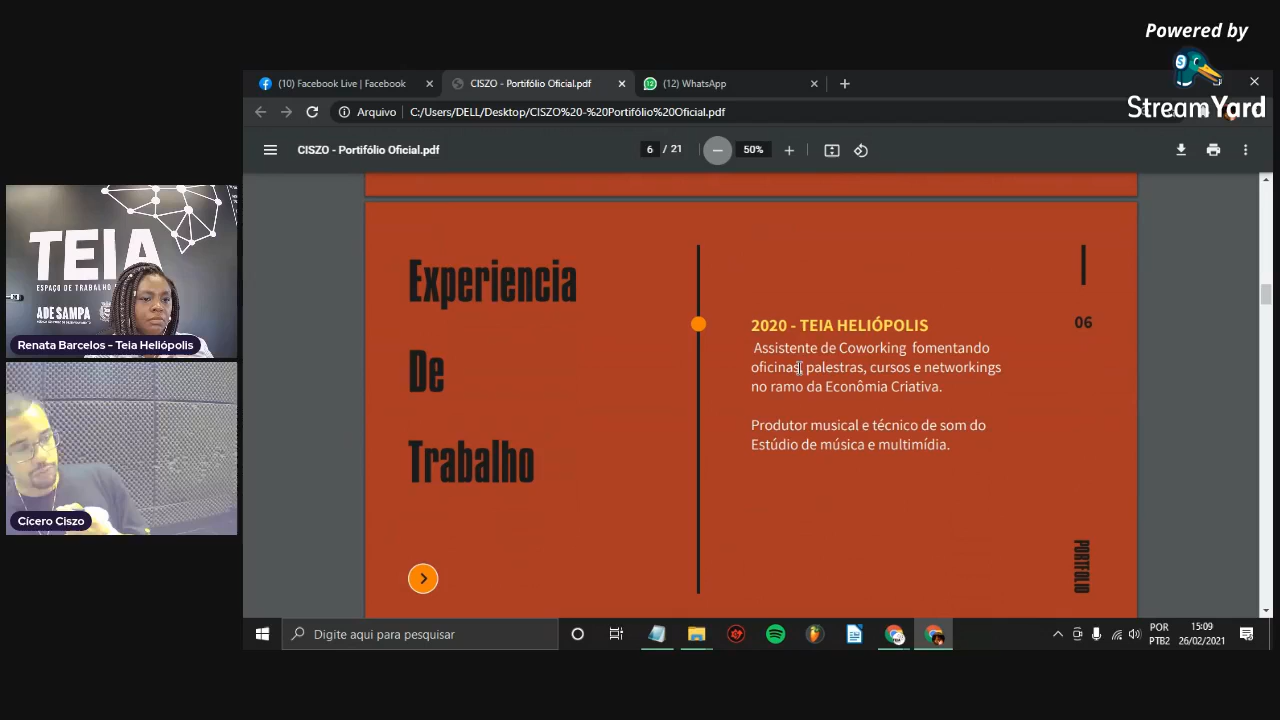 Powered by
StreamYard
(10) Facebook Live | Facebook
CISZO - Portifólio Oficial.pdf
(12) WhatsApp
Arquivo
C:/Users/DELL/Desktop/CISZO%20-%20Portifólio%20Oficial.pdf
CISZO - Portifólio Oficial.pdf
6 / 21
50%
TEIA
ESPAÇO DE TRABALHO
ADE SAMPA
Renata Barcelos – Teia Heliópolis
Cícero Ciszo
Experiencia
De
Trabalho
2020 - TEIA HELIÓPOLIS
Assistente de Coworking fomentando
oficinas, palestras, cursos e networkings
no ramo da Econômia Criativa.
Produtor musical e técnico de som do
Estúdio de música e multimídia.
06
PORTFOLIO
Digite aqui para pesquisar
POR
PTB2
15:09
26/02/2021